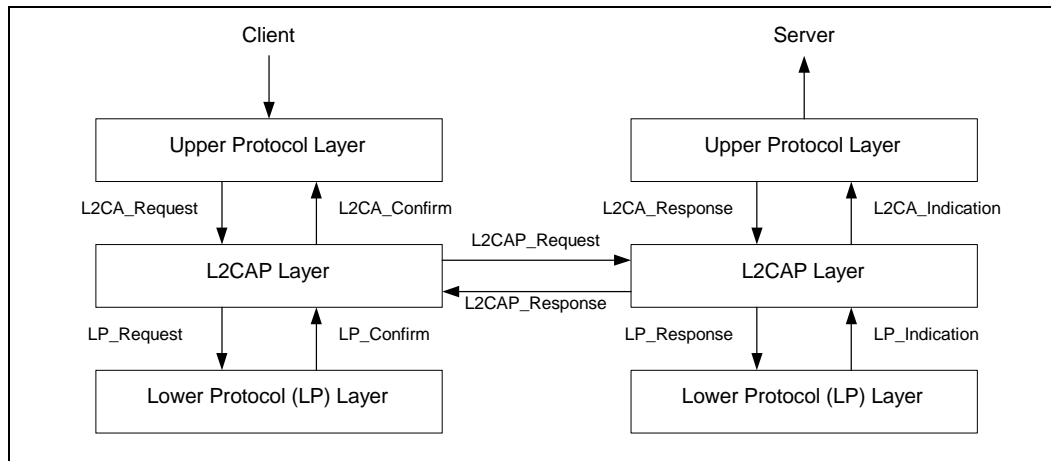 Client
Server
Upper Protocol Layer
Upper Protocol Layer
L2CA_Request
L2CA_Confirm
L2CA_Response
L2CA_Indication
L2CAP_Request
L2CAP Layer
L2CAP Layer
L2CAP_Response
LP_Request
LP_Confirm
LP_Response
LP_Indication
Lower Protocol (LP) Layer
Lower Protocol (LP) Layer